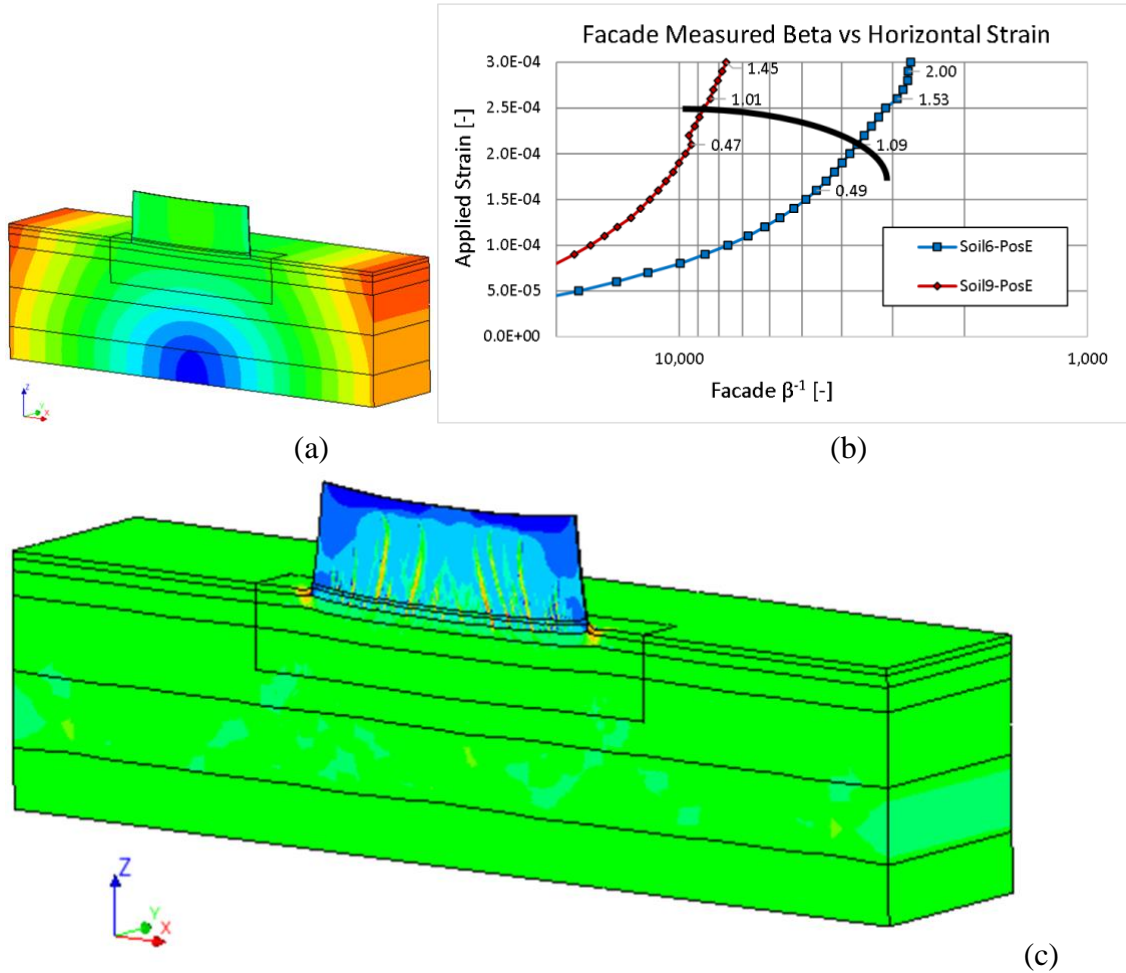 Facade Measured Beta vs Horizontal Strain
3.0E-04
2.5E-04
2.0E-04
1.5E-04
1.0E-04
5.0E-05
0.0E+00
Applied Strain [-]
1.45
1.01
0.47
2.00
1.53
1.09
0.49
Soil6-PosE
Soil9-PosE
10,000
1,000
Facade β⁻¹ [-]
Z
Y
X
(a)
(b)
Z
Y
X
(c)